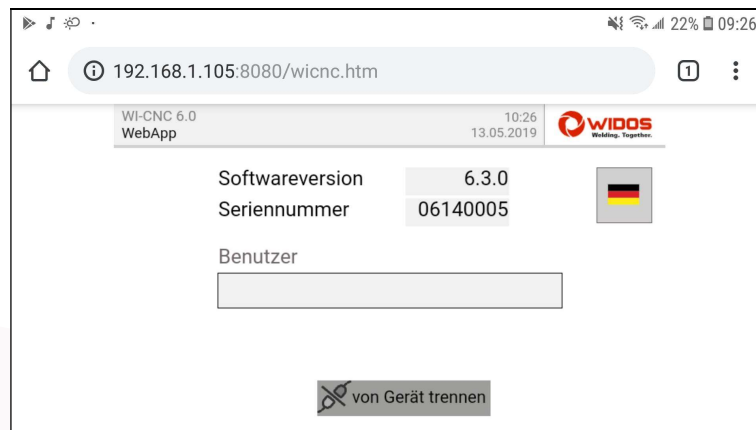 22% 09:26
192.168.1.105:8080/wicnc.htm
1
WI-CNC 6.0
WebApp
10:26
13.05.2019
WIDOS
Welding. Together.
Softwareversion 6.3.0
Seriennummer 06140005
Benutzer
von Gerät trennen